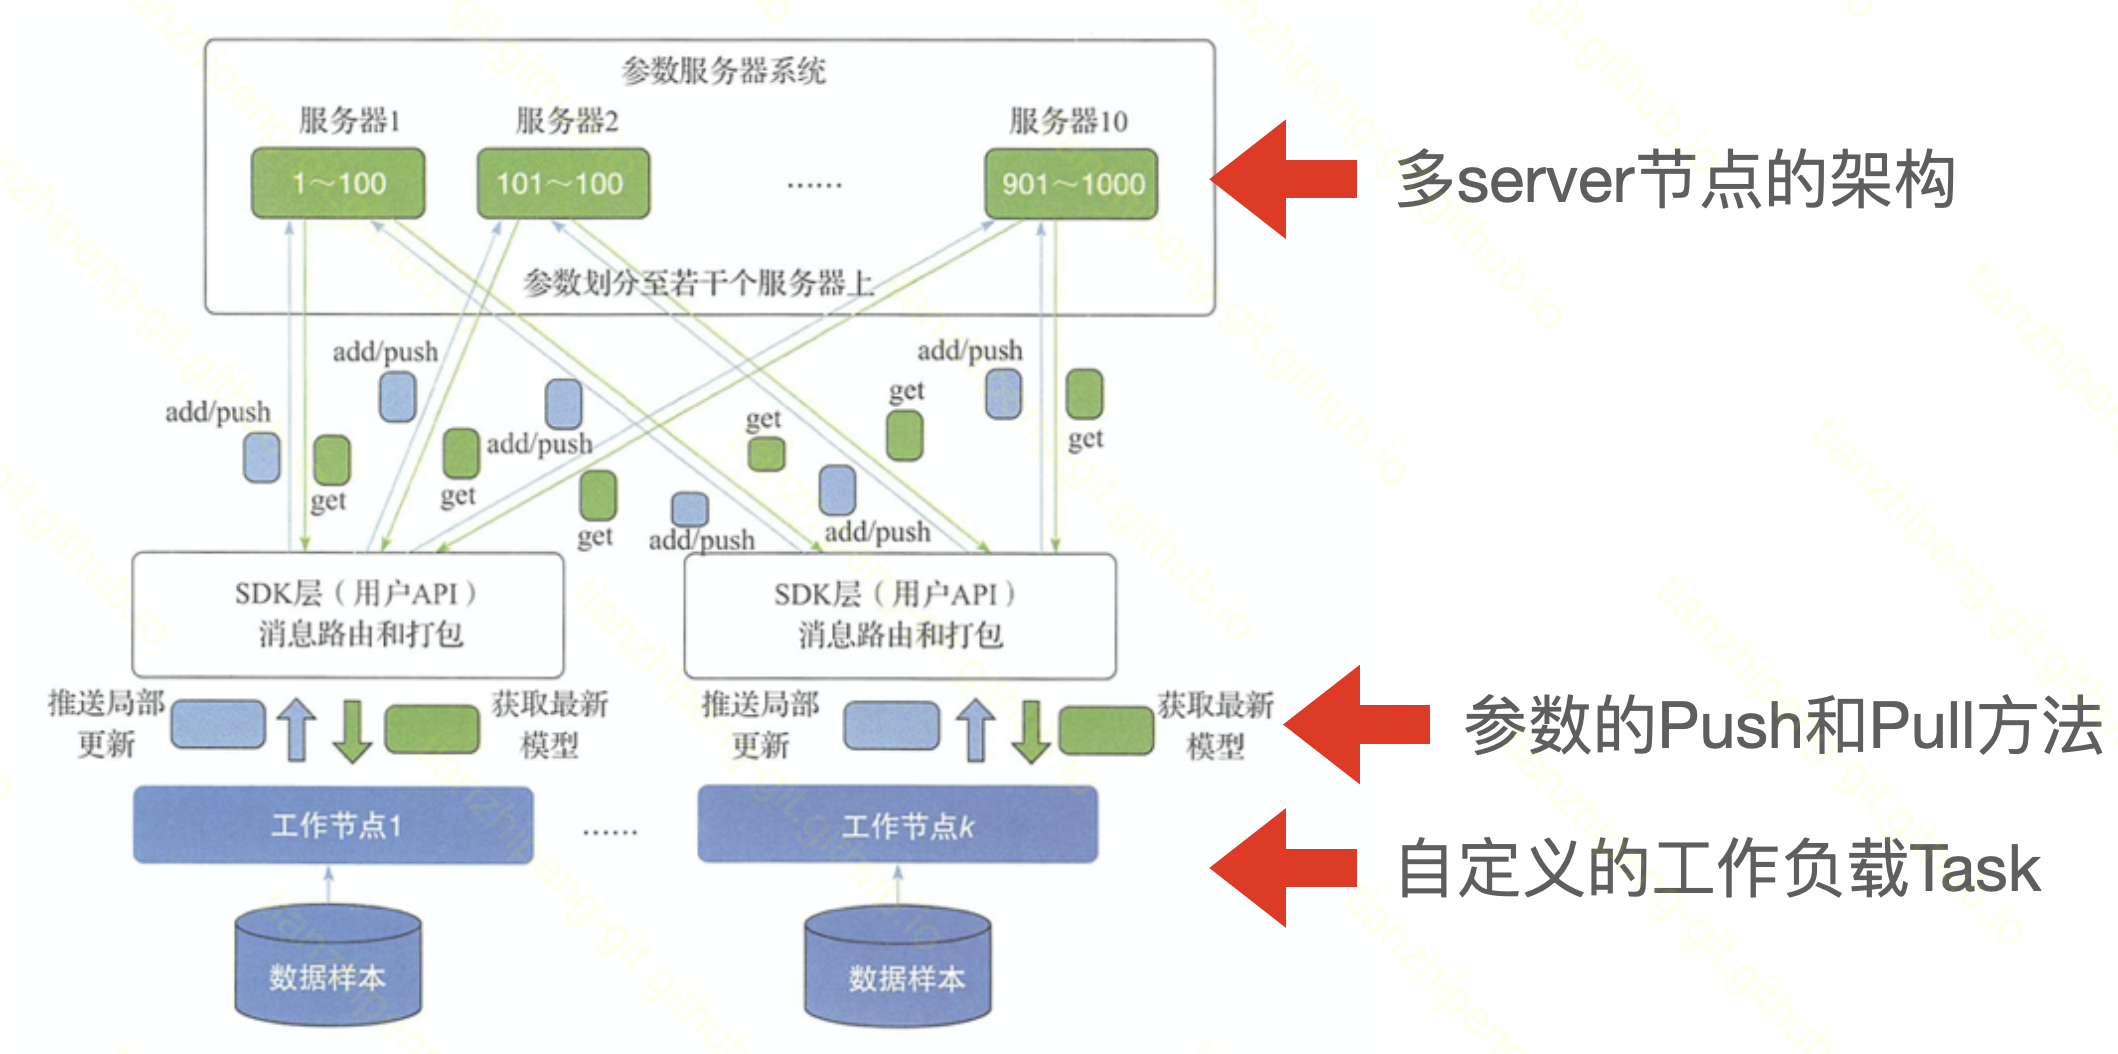 参数服务器系统
服务器1
服务器2
服务器10
1～100
101～100
……
901～1000
多server节点的架构
参数划分至若干个服务器上
add/push
add/push
add/push
get
get
add/push
get
add/push
get
get
get
add/push
add/push
get
SDK层（用户API）
消息路由和打包
SDK层（用户API）
消息路由和打包
推送局部
更新
获取最新
模型
推送局部
更新
获取最新
模型
参数的Push和Pull方法
工作节点1
……
工作节点k
自定义的工作负载Task
数据样本
数据样本
tianzhipeng-git.github.io